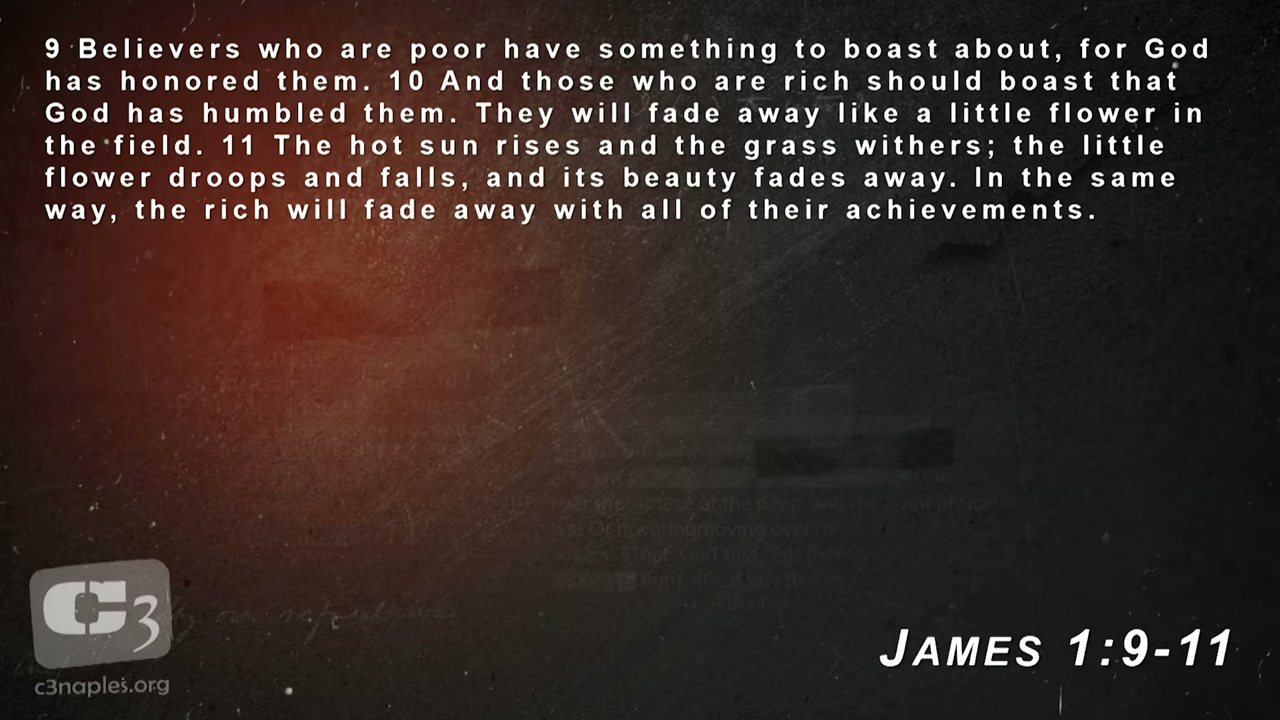 9 Believers who are poor have something to boast about, for God
has honored them. 10 And those who are rich should boast that
God has humbled them. They will fade away like a little flower in
the field. 11 The hot sun rises and the grass withers; the little
flower droops and falls, and its beauty fades away. In the same
way, the rich will fade away with all of their achievements.
C3
c3naples.org
JAMES 1:9-11